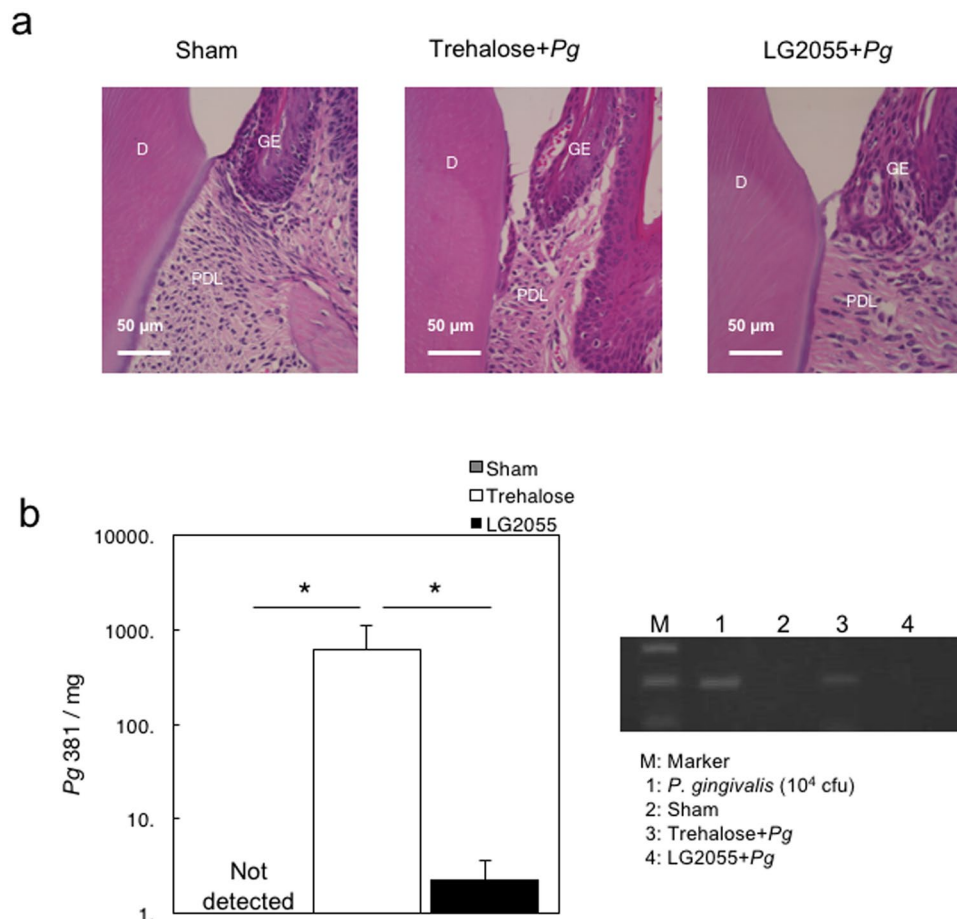 a
Sham
Trehalose+Pg
LG2055+Pg
D
GE
PDL
50 µm
D
GE
PDL
50 µm
D
GE
PDL
50 µm
b
Sham
Trehalose
LG2055
10000.
1000.
100.
10.
1.
Pg 381 / mg
*
*
Not
detected
M 1 2 3 4
M: Marker
1: P. gingivalis (10⁴ cfu)
2: Sham
3: Trehalose+Pg
4: LG2055+Pg